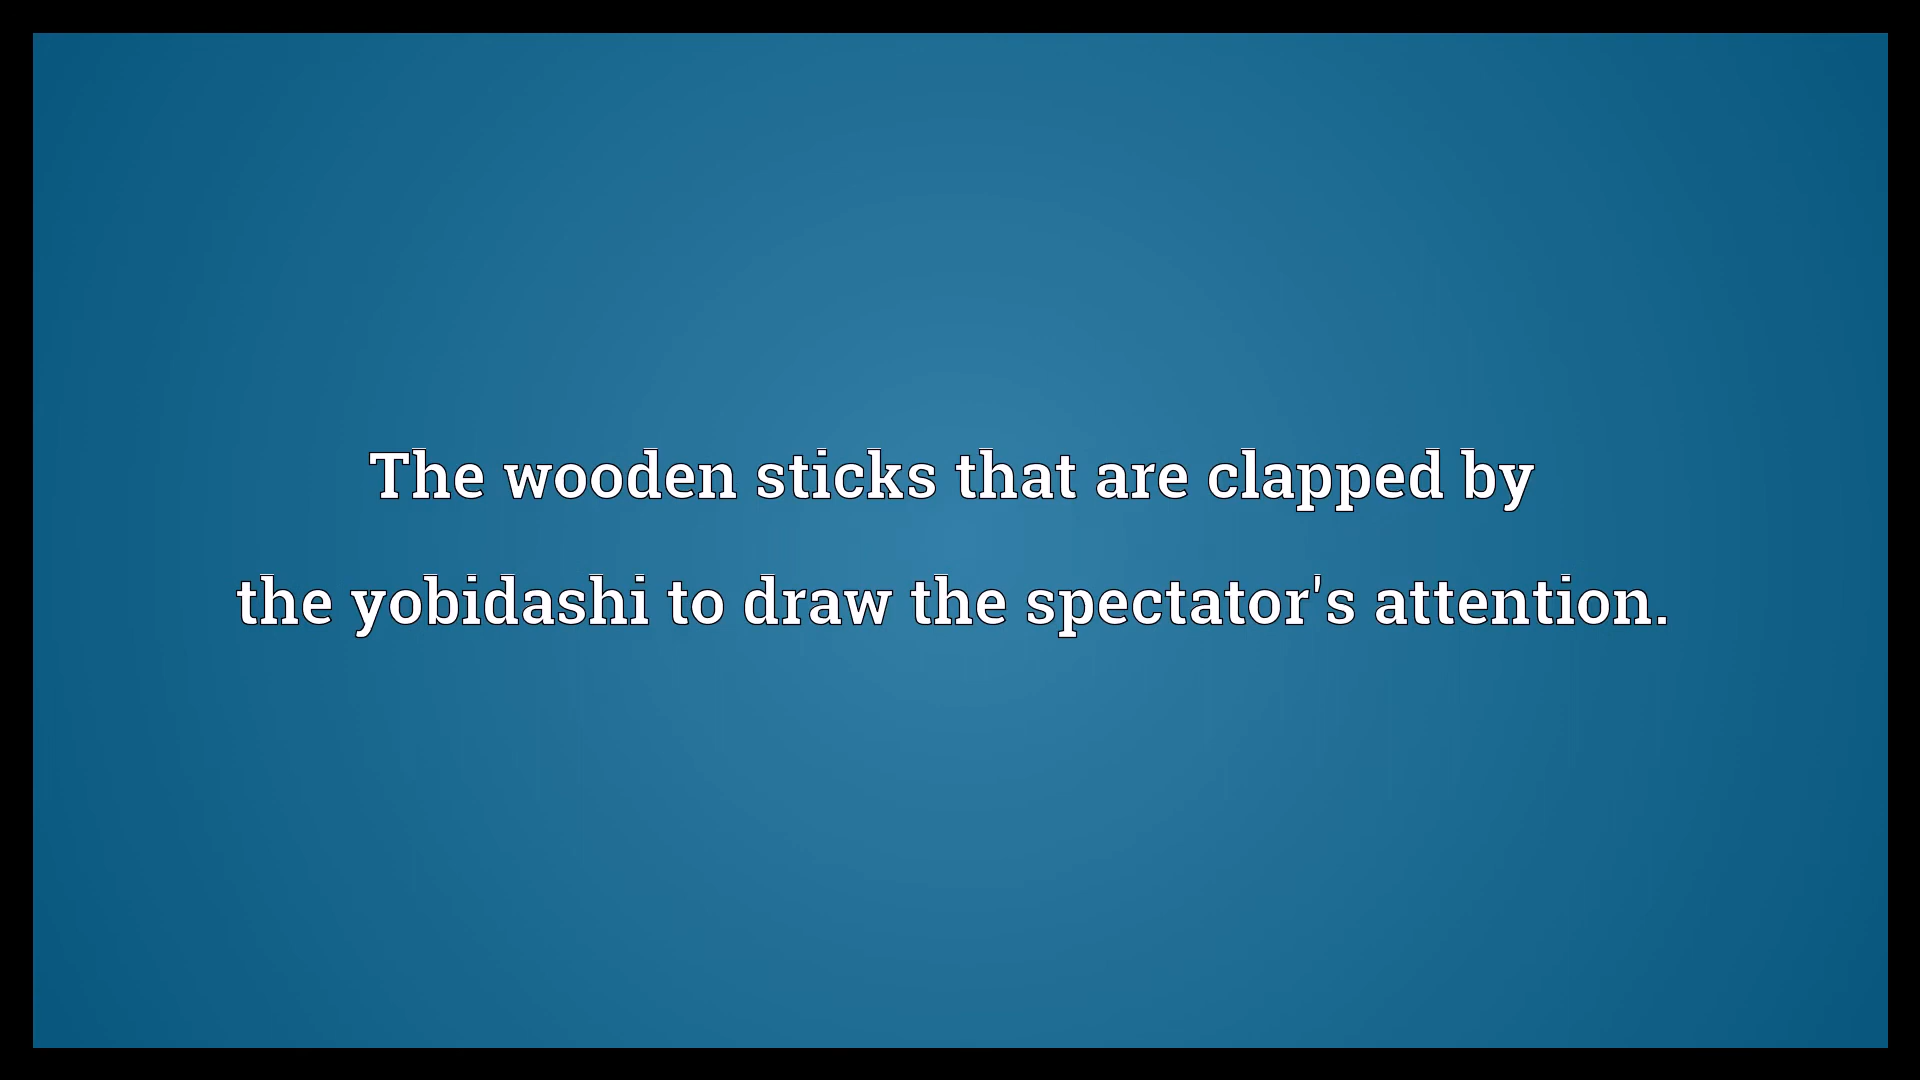 The wooden sticks that are clapped by
the yobidashi to draw the spectator's attention.